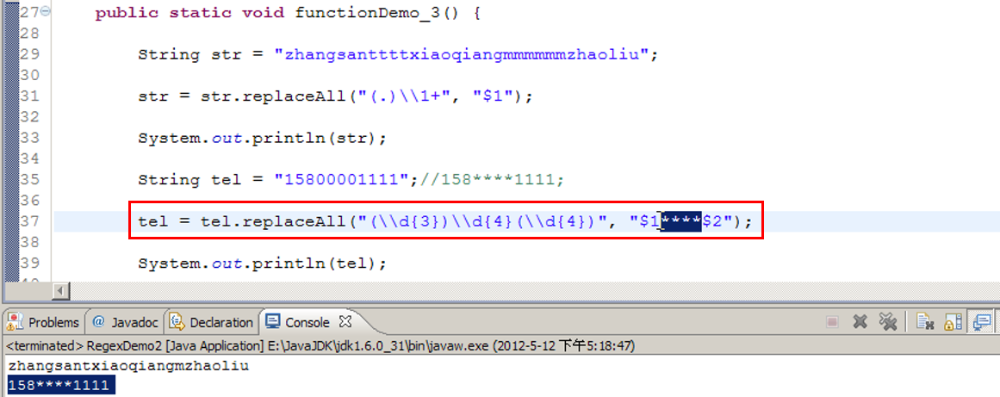 27 public static void functionDemo_3() {
28
29 String str = "zhangsanttttxiaoqiangmmmmmmzhaoliu";
30
31 str = str.replaceAll("(.)\\1+", "$1");
32
33 System.out.println(str);
34
35 String tel = "15800001111";//158****1111;
36
37 tel = tel.replaceAll("(\\d{3})\\d{4}(\\d{4})", "$1****$2");
38
39 System.out.println(tel);
40
Problems @ Javadoc Declaration Console
<terminated> RegexDemo2 [Java Application] E:\JavaJDK\jdk1.6.0_31\bin\javaw.exe (2012-5-12 下午5:18:47)
zhangsantxiaoqiangmzhaoliu
158****1111